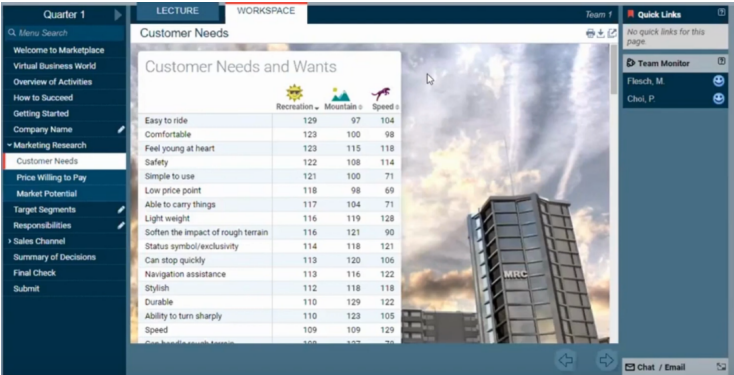 Quarter 1
Menu Search
Welcome to Marketplace
Virtual Business World
Overview of Activities
How to Succeed
Getting Started
Company Name
Marketing Research
Customer Needs
Price Willing to Pay
Market Potential
Target Segments
Responsibilities
Sales Channel
Summary of Decisions
Final Check
Submit
LECTURE WORKSPACE Team 1
Customer Needs
Customer Needs and Wants
Recreation Mountain Speed
Easy to ride 129 97 104
Comfortable 123 100 98
Feel young at heart 123 115 118
Safety 122 108 114
Simple to use 121 100 71
Low price point 118 98 69
Able to carry things 117 104 71
Light weight 116 119 128
Soften the impact of rough terrain 116 121 90
Status symbol/exclusivity 114 118 121
Can stop quickly 113 120 106
Navigation assistance 113 116 122
Stylish 112 118 118
Durable 110 129 122
Ability to turn sharply 110 123 105
Speed 109 109 129
MRC
Quick Links
No quick links for this
page.
Team Monitor
Flesch, M.
Choi, P.
Chat / Email